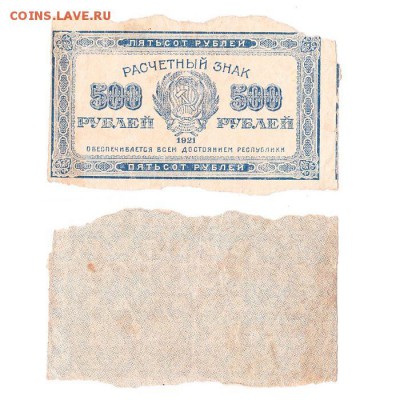 COINS.LAVE.RU
ПЯТЬСОТ РУБЛЕЙ
РАСЧЕТНЫЙ ЗНАК
500 500
РУБЛЕЙ РУБЛЕЙ
1921
ОБЕСПЕЧИВАЕТСЯ ВСЕМ ДОСТОЯНИЕМ РЕСПУБЛИКИ
ПЯТЬСОТ РУБЛЕЙ